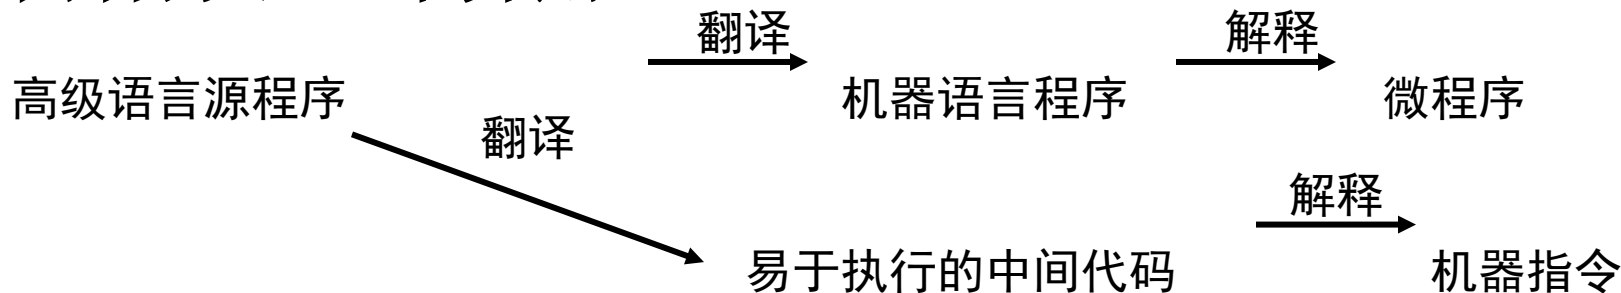 翻译 解释
高级语言源程序 机器语言程序 微程序
翻译
解释
易于执行的中间代码 机器指令